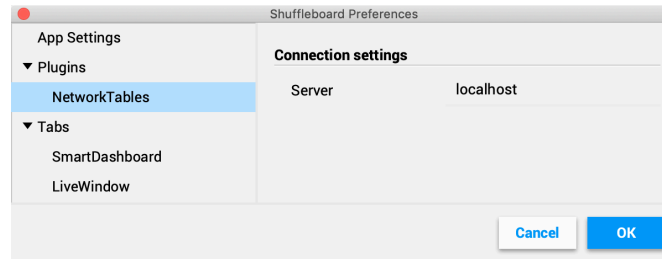 Shuffleboard Preferences
App Settings
Plugins
NetworkTables
Tabs
SmartDashboard
LiveWindow
Connection settings
Server localhost
Cancel OK